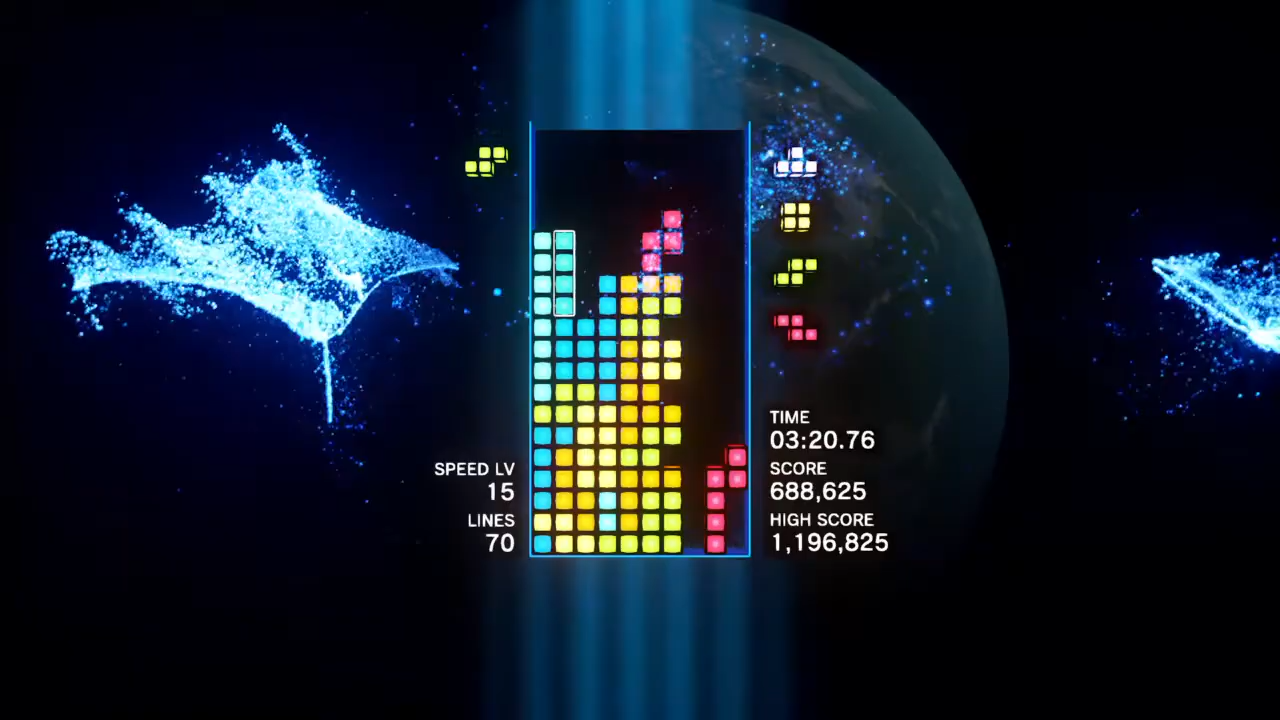 SPEED LV
15
LINES
70
TIME
03:20.76
SCORE
688,625
HIGH SCORE
1,196,825